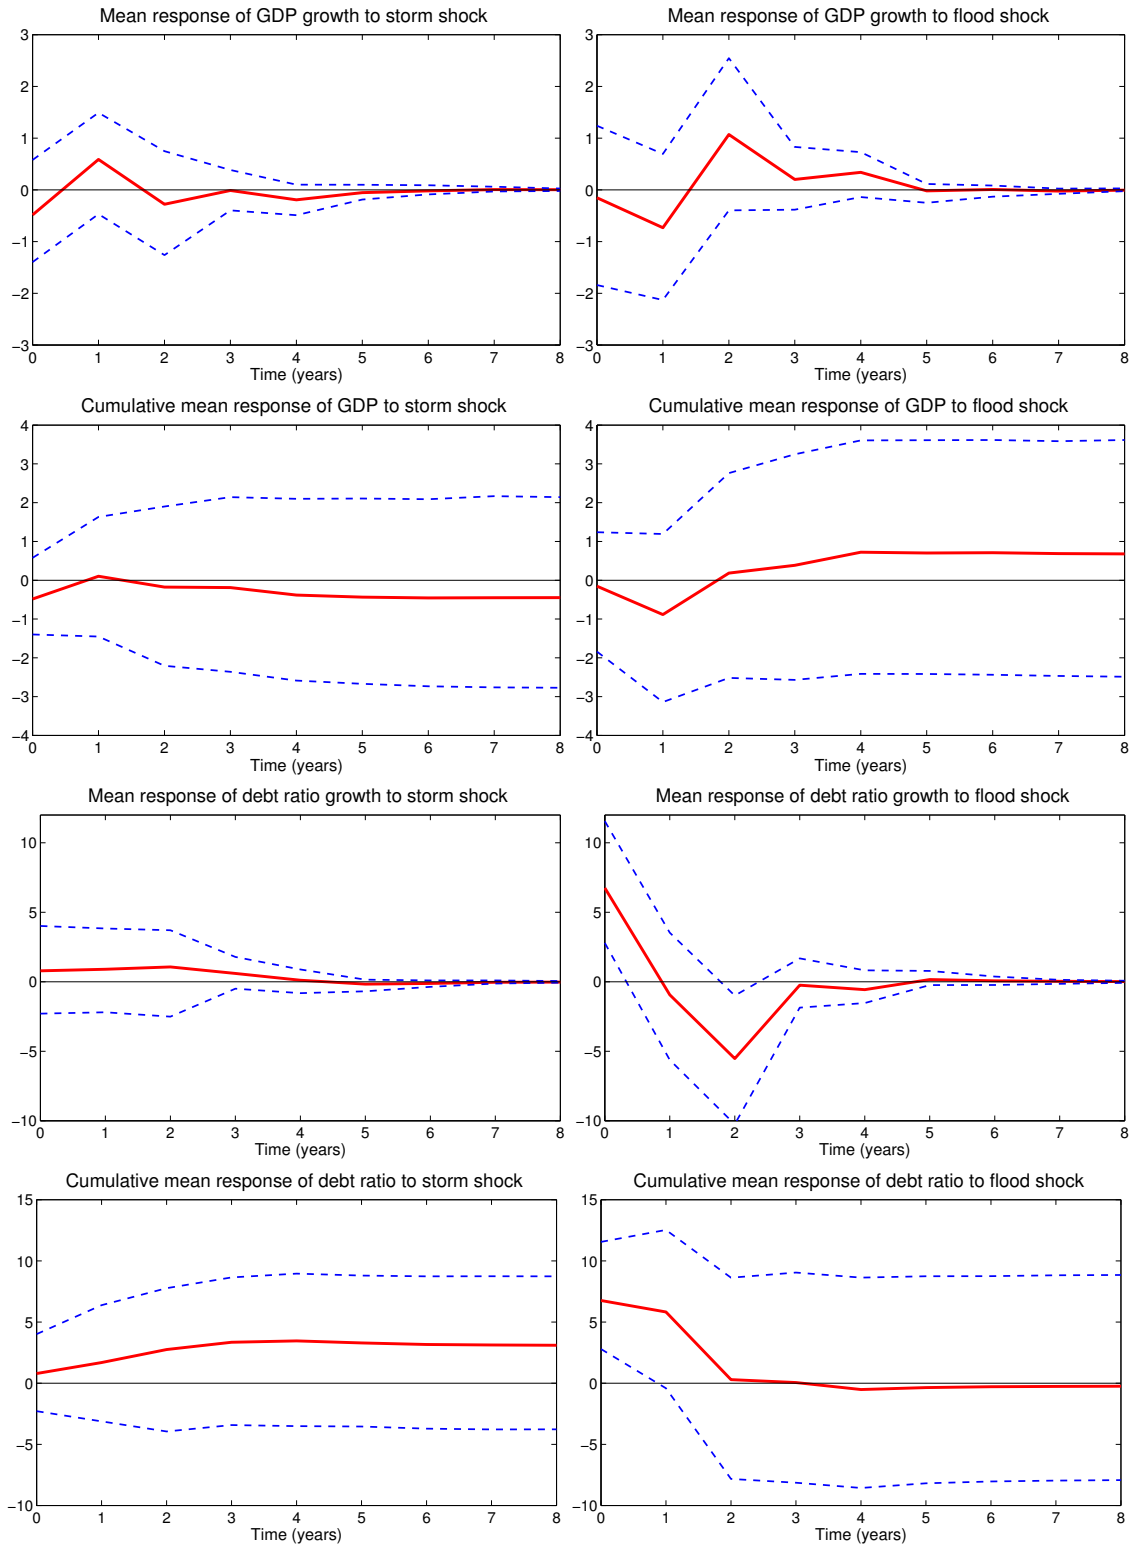 Mean response of GDP growth to storm shock
3
2
1
0
−1
−2
−3
0 1 2 3 4 5 6 7 8
Time (years)
Mean response of GDP growth to flood shock
3
2
1
0
−1
−2
−3
0 1 2 3 4 5 6 7 8
Time (years)
Cumulative mean response of GDP to storm shock
4
3
2
1
0
−1
−2
−3
−4
0 1 2 3 4 5 6 7 8
Time (years)
Cumulative mean response of GDP to flood shock
4
3
2
1
0
−1
−2
−3
−4
0 1 2 3 4 5 6 7 8
Time (years)
Mean response of debt ratio growth to storm shock
10
5
0
−5
−10
0 1 2 3 4 5 6 7 8
Time (years)
Mean response of debt ratio growth to flood shock
10
5
0
−5
−10
0 1 2 3 4 5 6 7 8
Time (years)
Cumulative mean response of debt ratio to storm shock
15
10
5
0
−5
−10
0 1 2 3 4 5 6 7 8
Time (years)
Cumulative mean response of debt ratio to flood shock
15
10
5
0
−5
−10
0 1 2 3 4 5 6 7 8
Time (years)